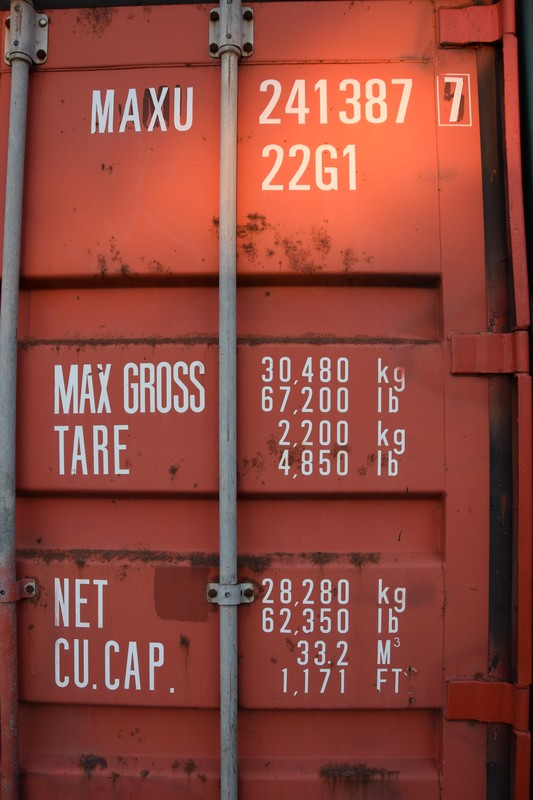 MAXU 241387 7
22G1
MAX GROSS 30,480 kg
67,200 lb
TARE 2,200 kg
4,850 lb
NET 28,280 kg
62,350 lb
CU.CAP. 33.2 M³
1,171 FT